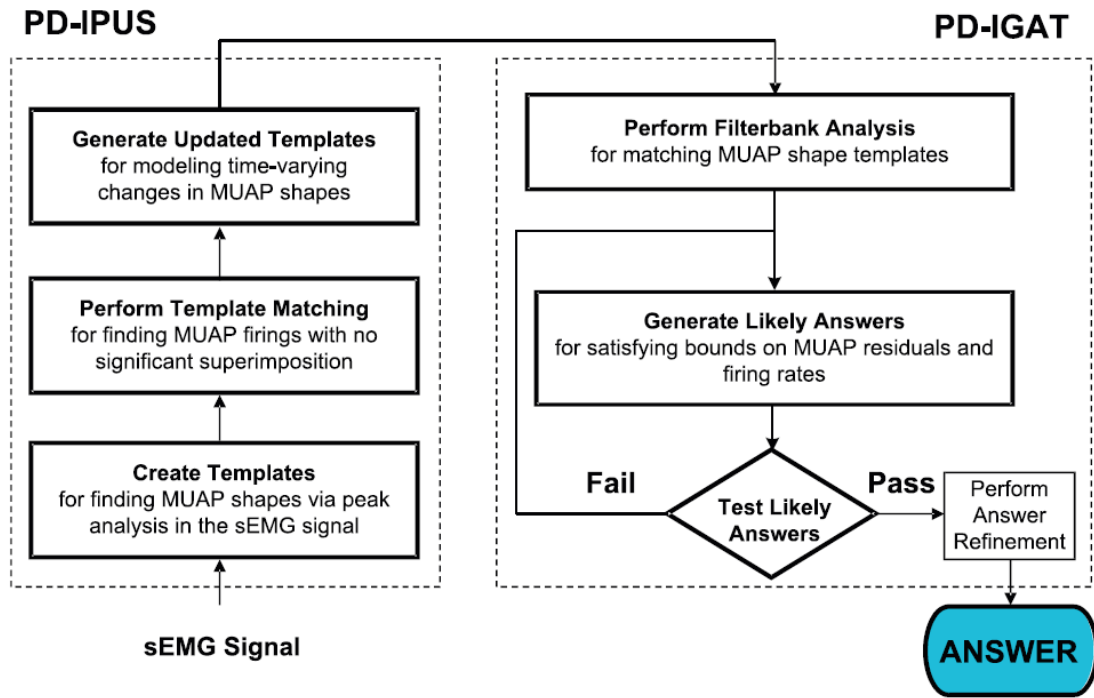 PD-IPUS
PD-IGAT
Generate Updated Templates
for modeling time-varying
changes in MUAP shapes
Perform Template Matching
for finding MUAP firings with no
significant superimposition
Create Templates
for finding MUAP shapes via peak
analysis in the sEMG signal
sEMG Signal
Perform Filterbank Analysis
for matching MUAP shape templates
Generate Likely Answers
for satisfying bounds on MUAP residuals and
firing rates
Fail
Test Likely
Answers
Pass
Perform
Answer
Refinement
ANSWER